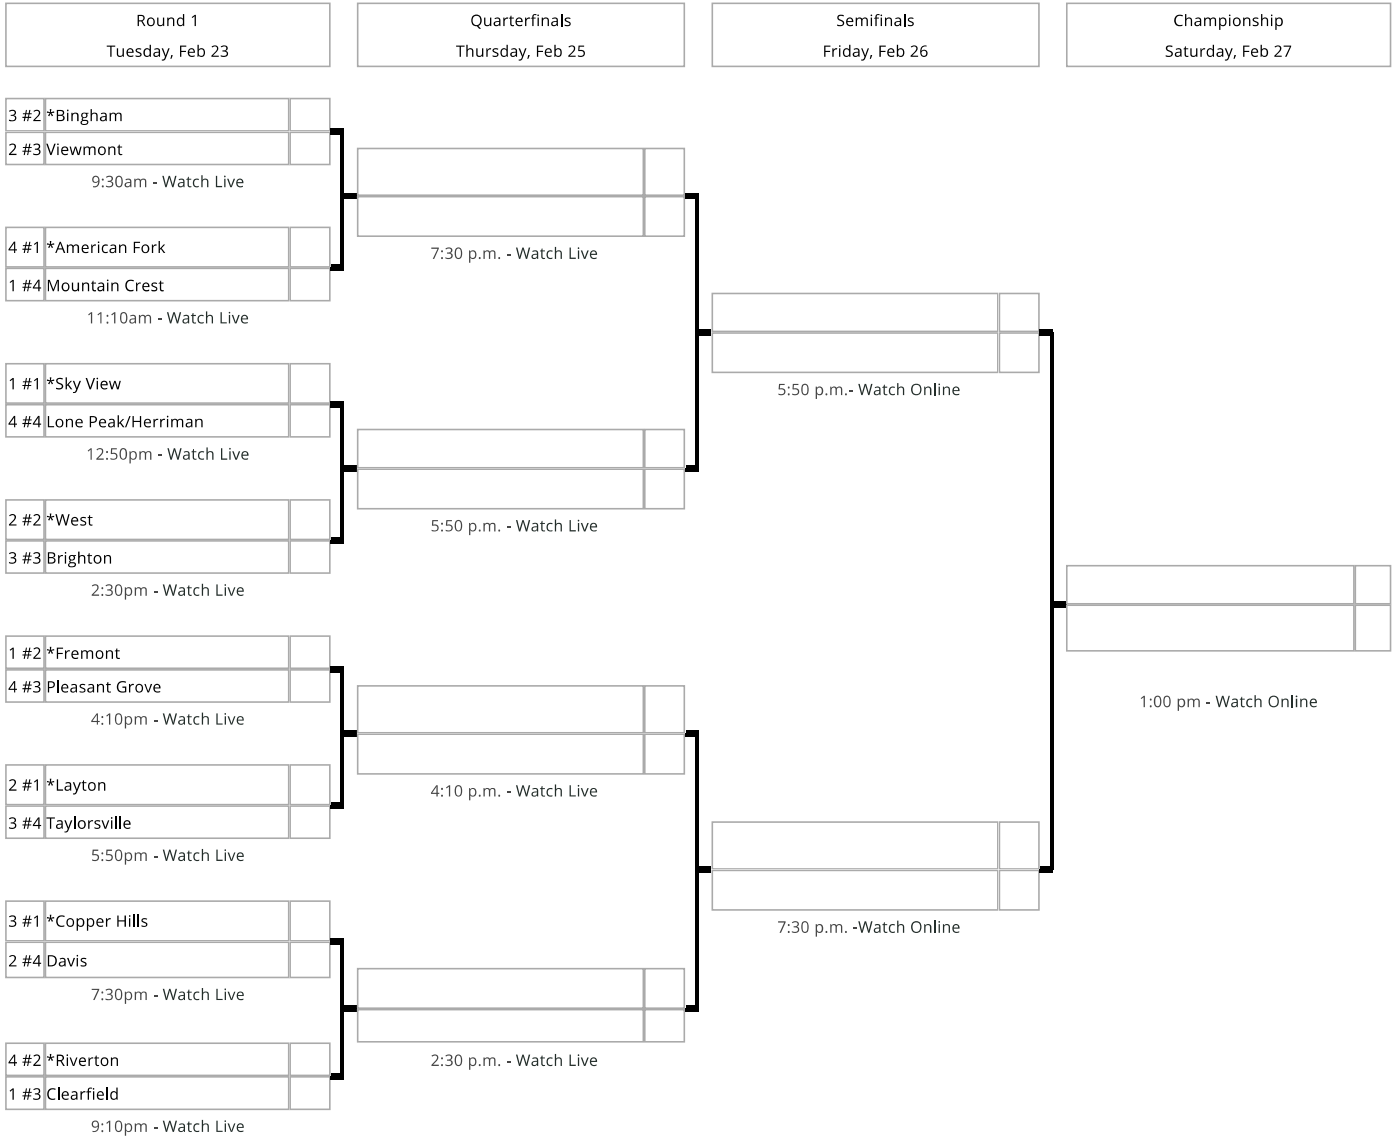 Round 1
Tuesday, Feb 23
Quarterfinals
Thursday, Feb 25
Semifinals
Friday, Feb 26
Championship
Saturday, Feb 27
3 #2 *Bingham
2 #3 Viewmont
9:30am - Watch Live
4 #1 *American Fork
1 #4 Mountain Crest
11:10am - Watch Live
1 #1 *Sky View
4 #4 Lone Peak/Herriman
12:50pm - Watch Live
2 #2 *West
3 #3 Brighton
2:30pm - Watch Live
1 #2 *Fremont
4 #3 Pleasant Grove
4:10pm - Watch Live
2 #1 *Layton
3 #4 Taylorsville
5:50pm - Watch Live
3 #1 *Copper Hills
2 #4 Davis
7:30pm - Watch Live
4 #2 *Riverton
1 #3 Clearfield
9:10pm - Watch Live
7:30 p.m. - Watch Live
5:50 p.m. - Watch Live
4:10 p.m. - Watch Live
2:30 p.m. - Watch Live
5:50 p.m.- Watch Online
7:30 p.m. -Watch Online
1:00 pm - Watch Online